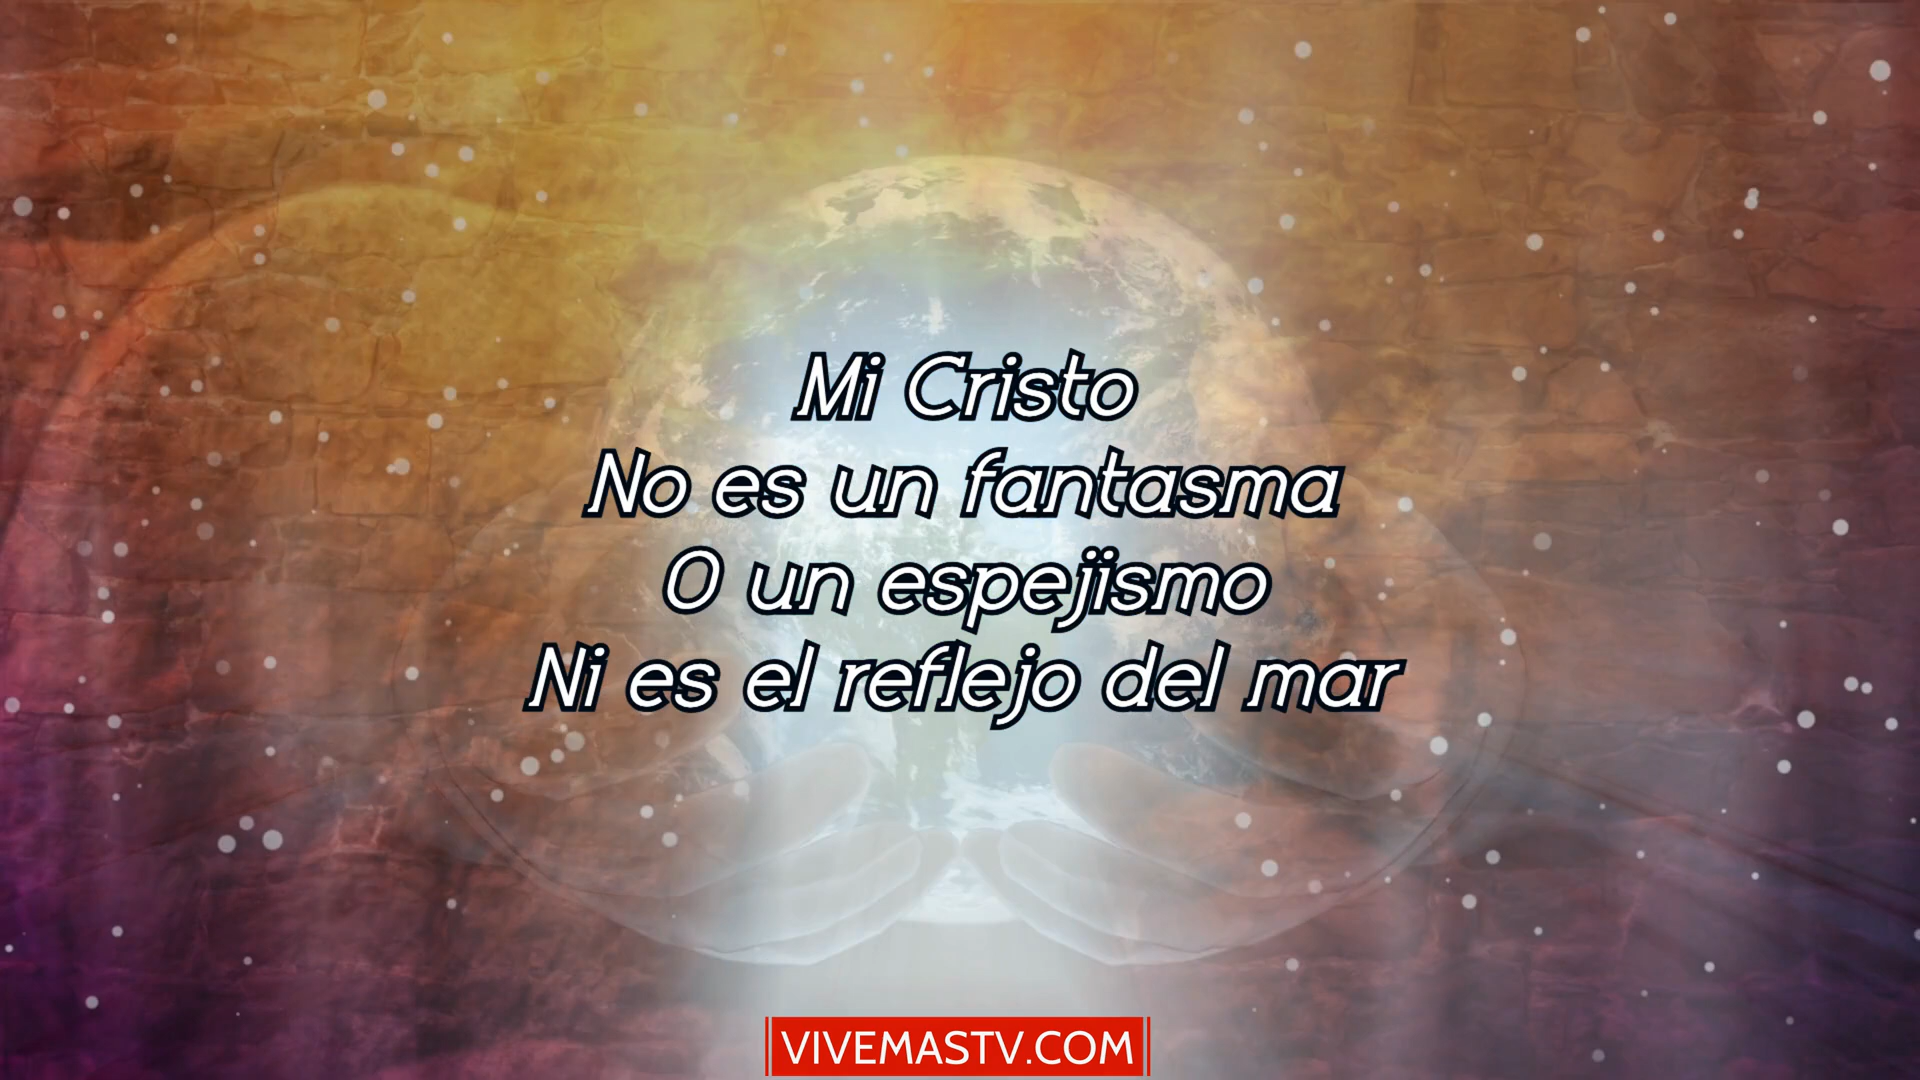 Mi Cristo
No es un fantasma
O un espejismo
Ni es el reflejo del mar
VIVEMASTV.COM